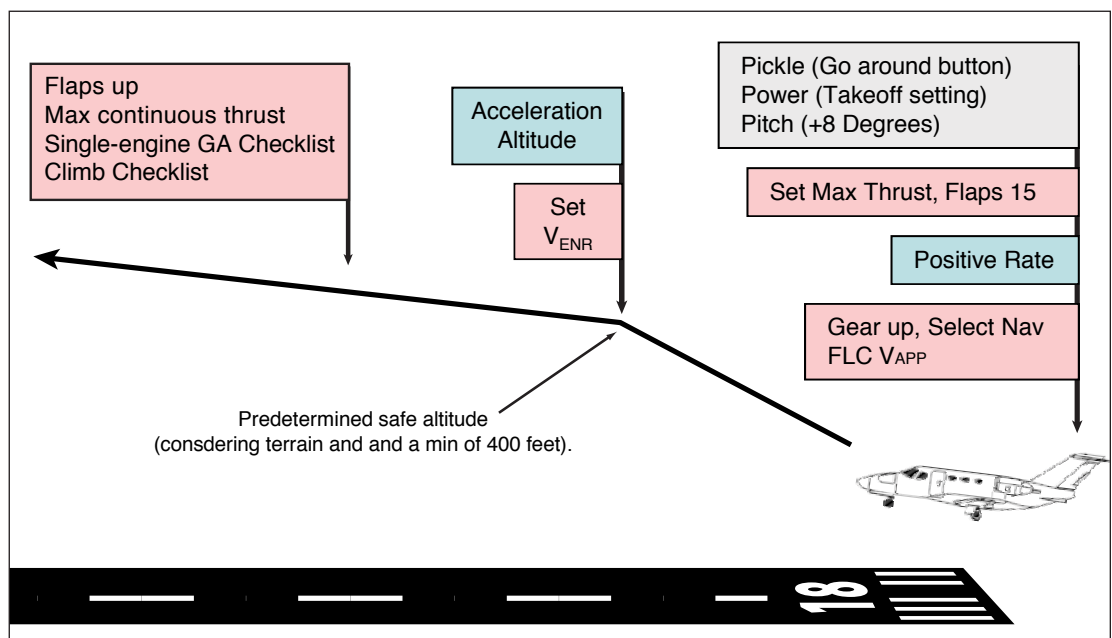 Flaps up
Max continuous thrust
Single-engine GA Checklist
Climb Checklist
Acceleration
Altitude
Set
VENR
Pickle (Go around button)
Power (Takeoff setting)
Pitch (+8 Degrees)
Set Max Thrust, Flaps 15
Positive Rate
Gear up, Select Nav
FLC VAPP
Predetermined safe altitude
(consdering terrain and and a min of 400 feet).
18